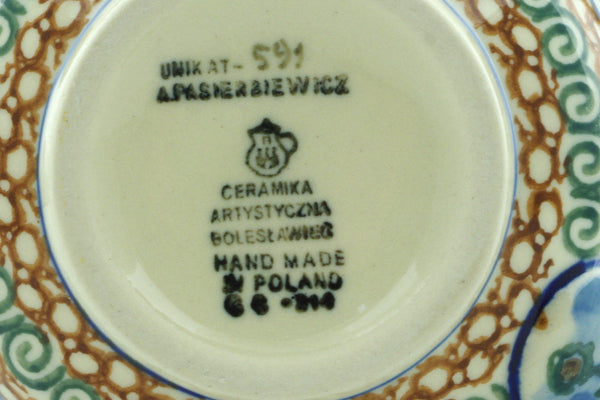 UNIKAT- 591
A.PASIERBIEWICZ
CERAMIKA
ARTYSTYCZNA
BOLESŁAWIEC
HAND MADE
IN POLAND